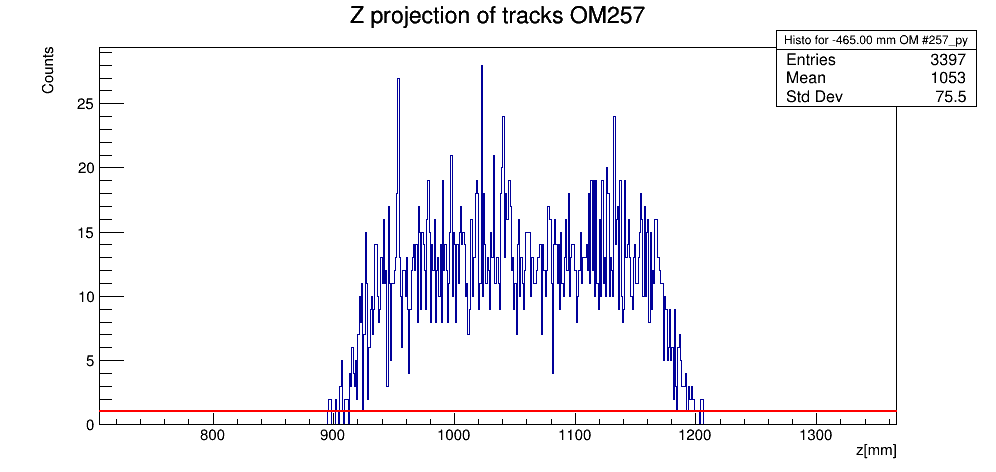 Z projection of tracks OM257
Histo for -465.00 mm OM #257_py
Entries 3397
Mean 1053
Std Dev 75.5
Counts
25
20
15
10
5
0
800 900 1000 1100 1200 1300
z[mm]